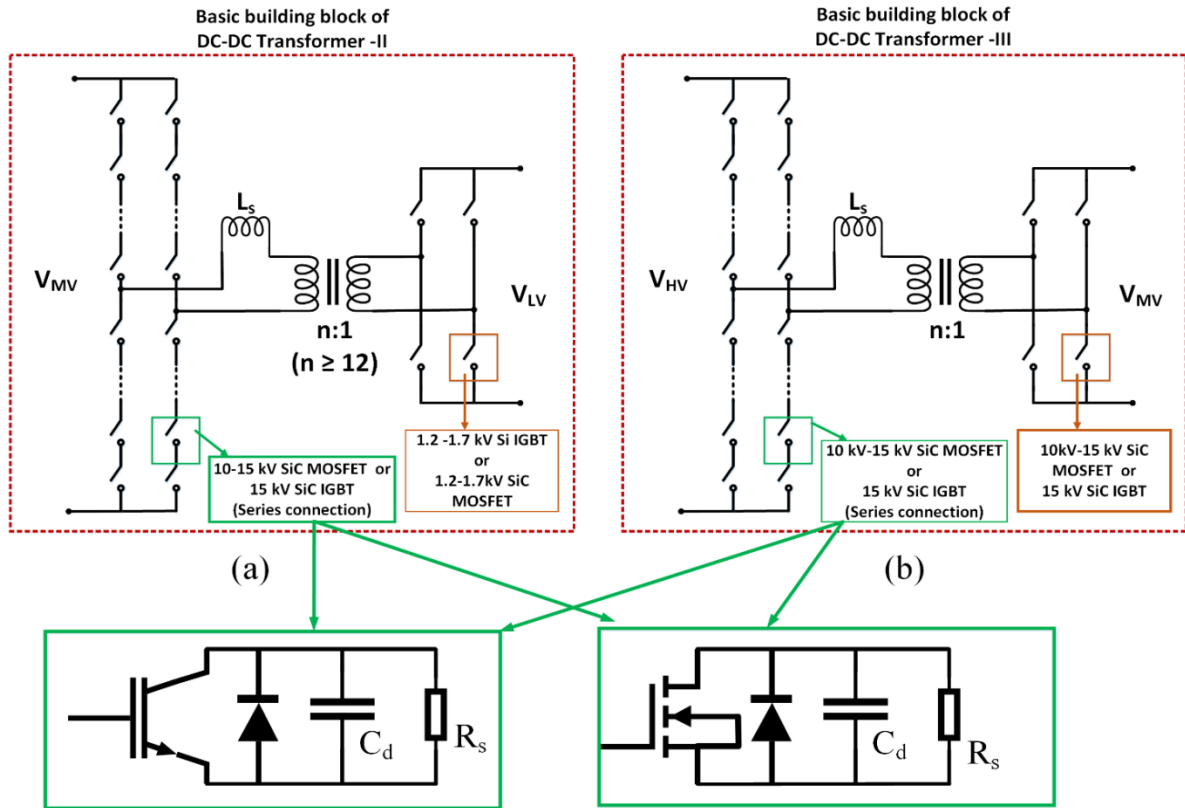 Basic building block of
DC-DC Transformer -II
Ls
VMV
VLV
n:1
(n ≥ 12)
10-15 kV SiC MOSFET or
15 kV SiC IGBT
(Series connection)
1.2 -1.7 kV Si IGBT
or
1.2-1.7kV SiC
MOSFET
(a)
Basic building block of
DC-DC Transformer -III
Ls
VHV
VMV
n:1
10 kV-15 kV SiC MOSFET
or
15 kV SiC IGBT
(Series connection)
10kV-15 kV SiC
MOSFET or
15 kV SiC IGBT
(b)
Cd
Rs
Cd
Rs